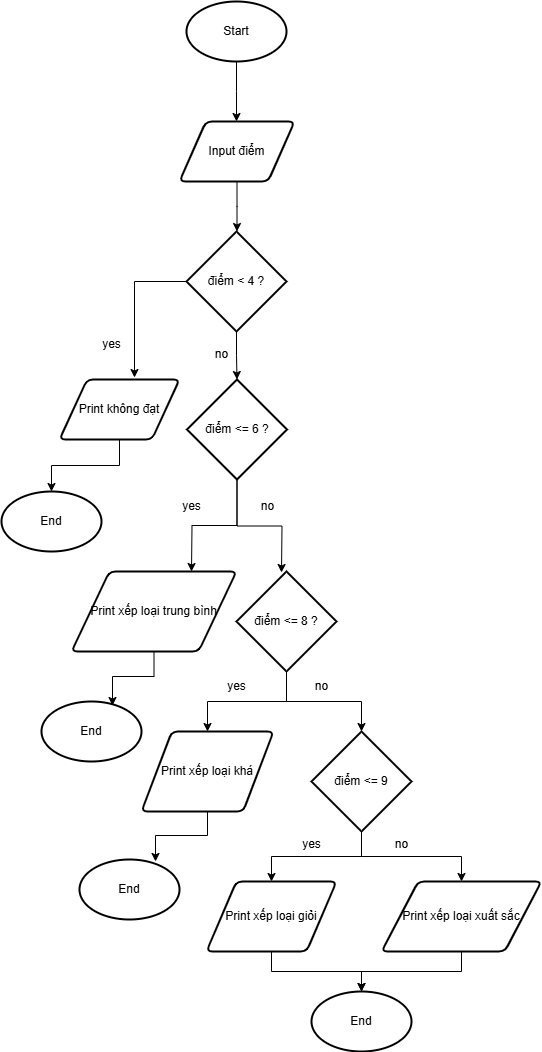 Start
Input điểm
điểm < 4 ?
yes
no
Print không đạt
điểm <= 6 ?
End
yes
no
Print xếp loại trung bình
điểm <= 8 ?
End
yes
no
Print xếp loại khá
điểm <= 9
End
yes
no
Print xếp loại giỏi
Print xếp loại xuất sắc
End